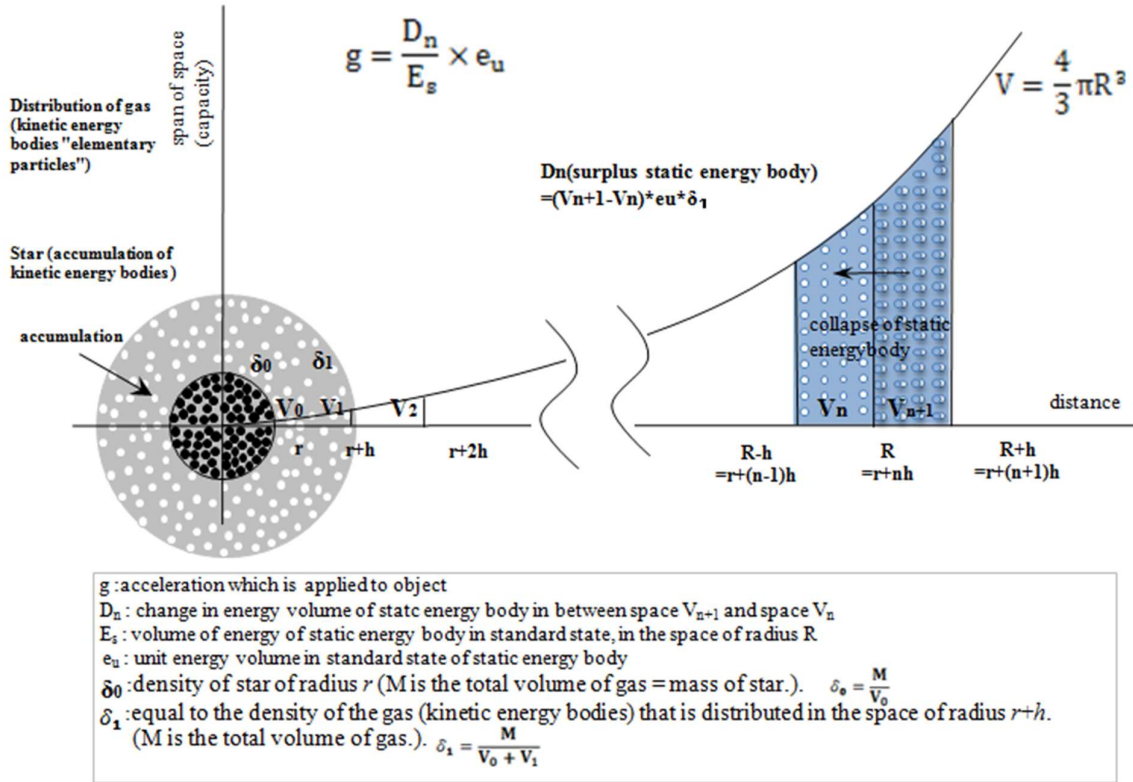 g = D_n / E_s × e_u
V = 4/3 πR³
span of space
(capacity)
Distribution of gas
(kinetic energy
bodies "elementary
particles")
Dn(surplus static energy body)
=(Vn+1-Vn)*eu*δ₁
Star (accumulation of
kinetic energy bodies)
accumulation
δ0 δ1
collapse of static
energybody
V₀ V₁ V₂ Vₙ Vₙ₊₁
distance
r r+h r+2h
R-h
=r+(n-1)h
R
=r+nh
R+h
=r+(n+1)h
g :acceleration which is applied to object
Dₙ : change in energy volume of statc energy body in between space Vₙ₊₁ and space Vₙ
Eₛ : volume of energy of static energy body in standard state, in the space of radius R
eᵤ : unit energy volume in standard state of static energy body
δ0 :density of star of radius r (M is the total volume of gas = mass of star.). δ₀ = M/V₀
δ₁ :equal to the density of the gas (kinetic energy bodies) that is distributed in the space of radius r+h.
(M is the total volume of gas.). δ₁ = M/(V₀ + V₁)